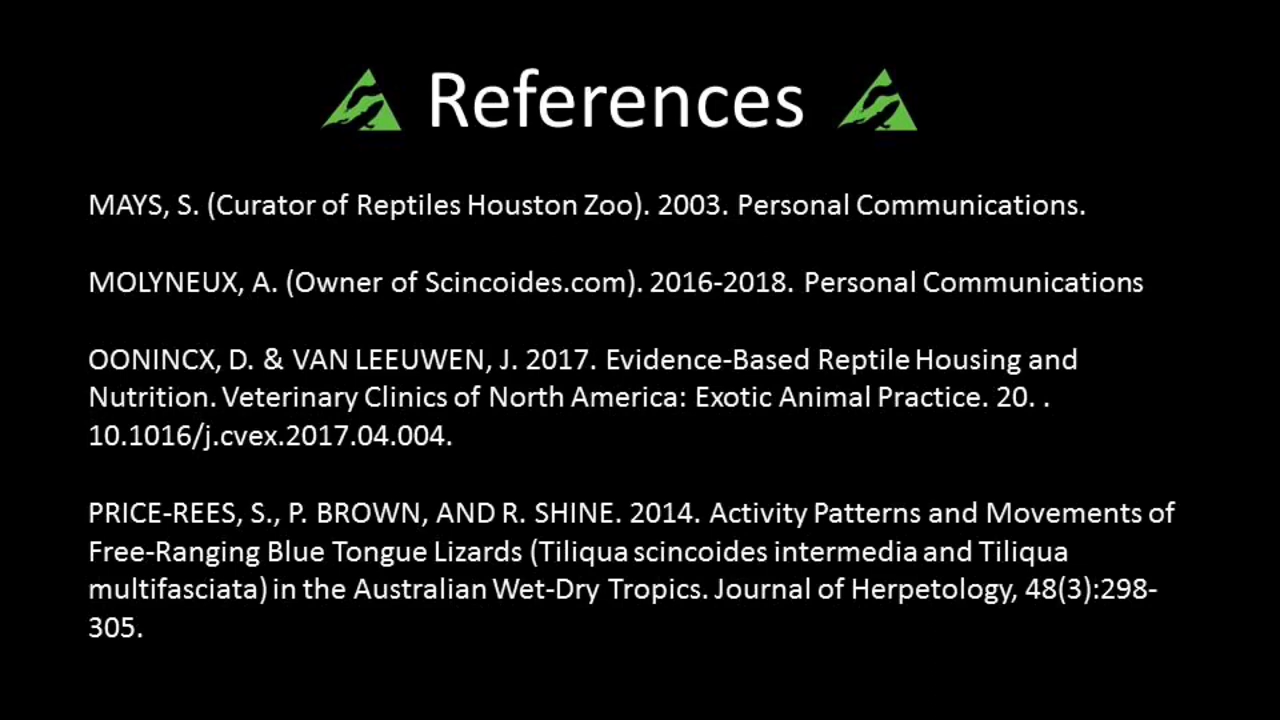 References
MAYS, S. (Curator of Reptiles Houston Zoo). 2003. Personal Communications.
MOLYNEUX, A. (Owner of Scincoides.com). 2016-2018. Personal Communications
OONINCX, D. & VAN LEEUWEN, J. 2017. Evidence-Based Reptile Housing and
Nutrition. Veterinary Clinics of North America: Exotic Animal Practice. 20. .
10.1016/j.cvex.2017.04.004.
PRICE-REES, S., P. BROWN, AND R. SHINE. 2014. Activity Patterns and Movements of
Free-Ranging Blue Tongue Lizards (Tiliqua scincoides intermedia and Tiliqua
multifasciata) in the Australian Wet-Dry Tropics. Journal of Herpetology, 48(3):298-
305.